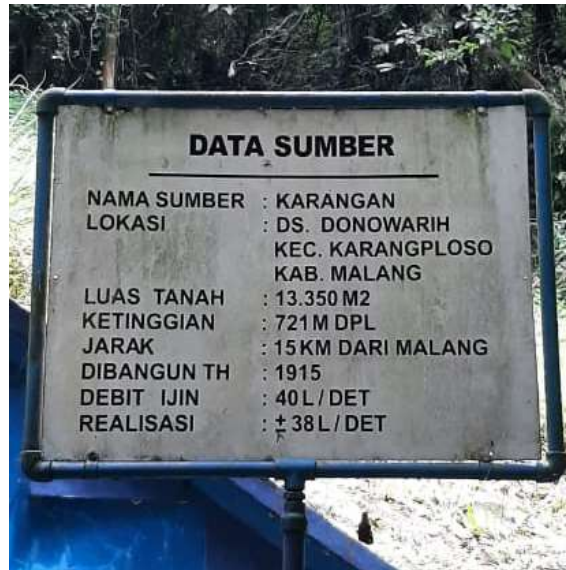 DATA SUMBER
NAMA SUMBER : KARANGAN
LOKASI : DS. DONOWARIH
KEC. KARANGPLOSO
KAB. MALANG
LUAS TANAH : 13.350 M2
KETINGGIAN : 721 M DPL
JARAK : 15 KM DARI MALANG
DIBANGUN TH : 1915
DEBIT IJIN : 40 L / DET
REALISASI : ± 38 L / DET